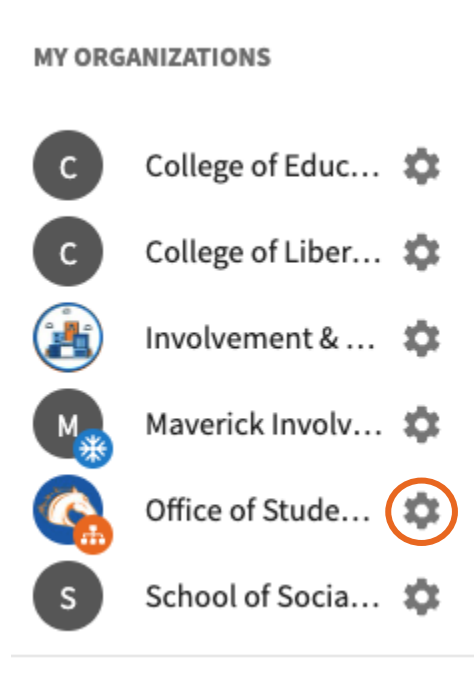 MY ORGANIZATIONS
C College of Educ...
C College of Liber...
Involvement & ...
M Maverick Involv...
Office of Stude...
S School of Socia...